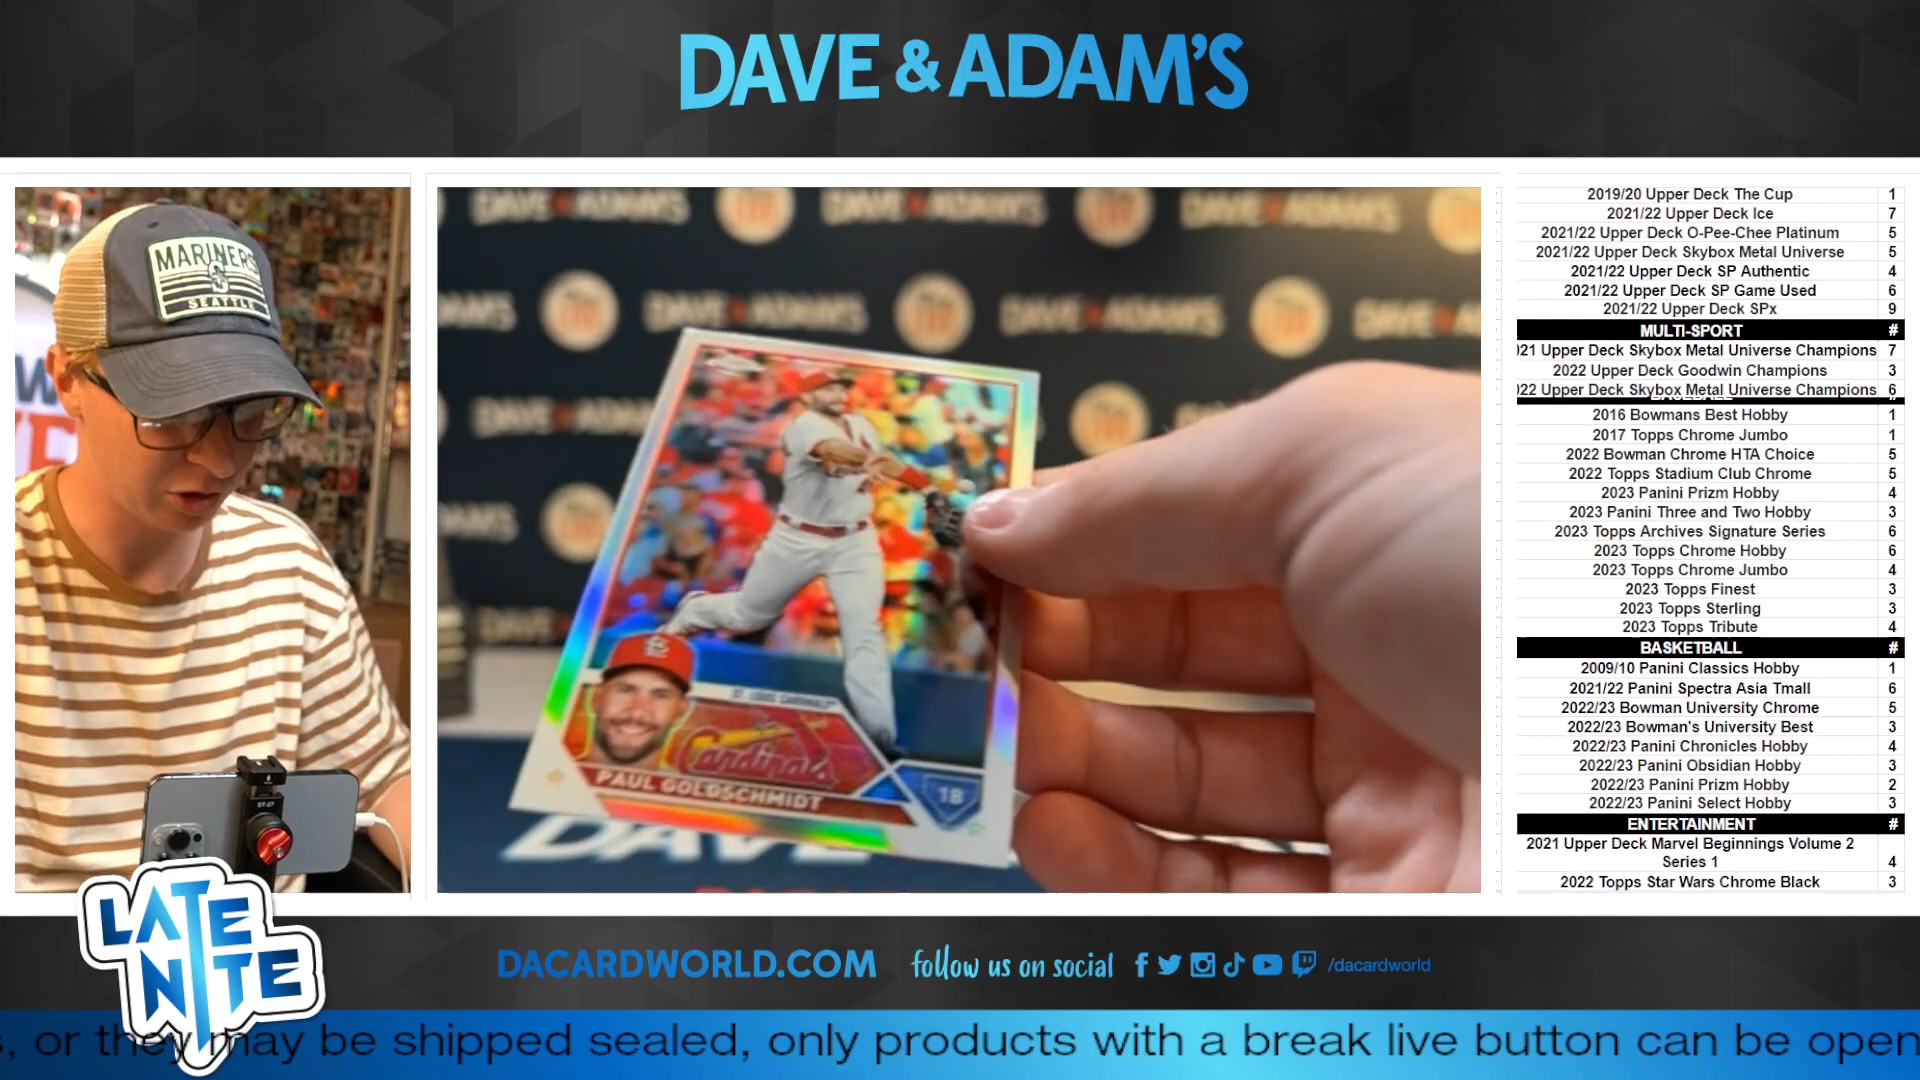 DAVE & ADAM'S
MARINERS
S
SEATTLE
DAVE & ADAM'S
ST. LOUIS CARDINALS
Cardinals
PAUL GOLDSCHMIDT
1B
2019/20 Upper Deck The Cup 1
2021/22 Upper Deck Ice 7
2021/22 Upper Deck O-Pee-Chee Platinum 5
2021/22 Upper Deck Skybox Metal Universe 5
2021/22 Upper Deck SP Authentic 4
2021/22 Upper Deck SP Game Used 6
2021/22 Upper Deck SPx 9
MULTI-SPORT #
021 Upper Deck Skybox Metal Universe Champions 7
2022 Upper Deck Goodwin Champions 3
022 Upper Deck Skybox Metal Universe Champions 6
BASEBALL #
2016 Bowmans Best Hobby 1
2017 Topps Chrome Jumbo 1
2022 Bowman Chrome HTA Choice 5
2022 Topps Stadium Club Chrome 5
2023 Panini Prizm Hobby 4
2023 Panini Three and Two Hobby 3
2023 Topps Archives Signature Series 6
2023 Topps Chrome Hobby 6
2023 Topps Chrome Jumbo 4
2023 Topps Finest 3
2023 Topps Sterling 3
2023 Topps Tribute 4
BASKETBALL #
2009/10 Panini Classics Hobby 1
2021/22 Panini Spectra Asia Tmall 6
2022/23 Bowman University Chrome 5
2022/23 Bowman's University Best 3
2022/23 Panini Chronicles Hobby 4
2022/23 Panini Obsidian Hobby 3
2022/23 Panini Prizm Hobby 2
2022/23 Panini Select Hobby 3
ENTERTAINMENT #
2021 Upper Deck Marvel Beginnings Volume 2
Series 1 4
2022 Topps Star Wars Chrome Black 3
LATE
NITE
DACARDWORLD.COM follow us on social /dacardworld
s, or they may be shipped sealed, only products with a break live button can be open